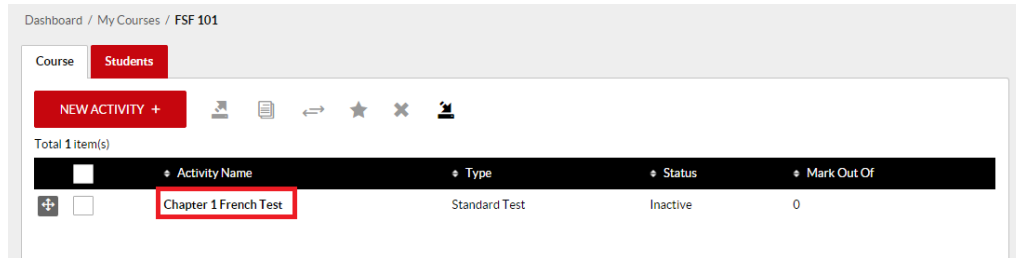 Dashboard / My Courses / FSF 101
Course Students
NEW ACTIVITY +
Total 1 item(s)
Activity Name Type Status Mark Out Of
Chapter 1 French Test Standard Test Inactive 0